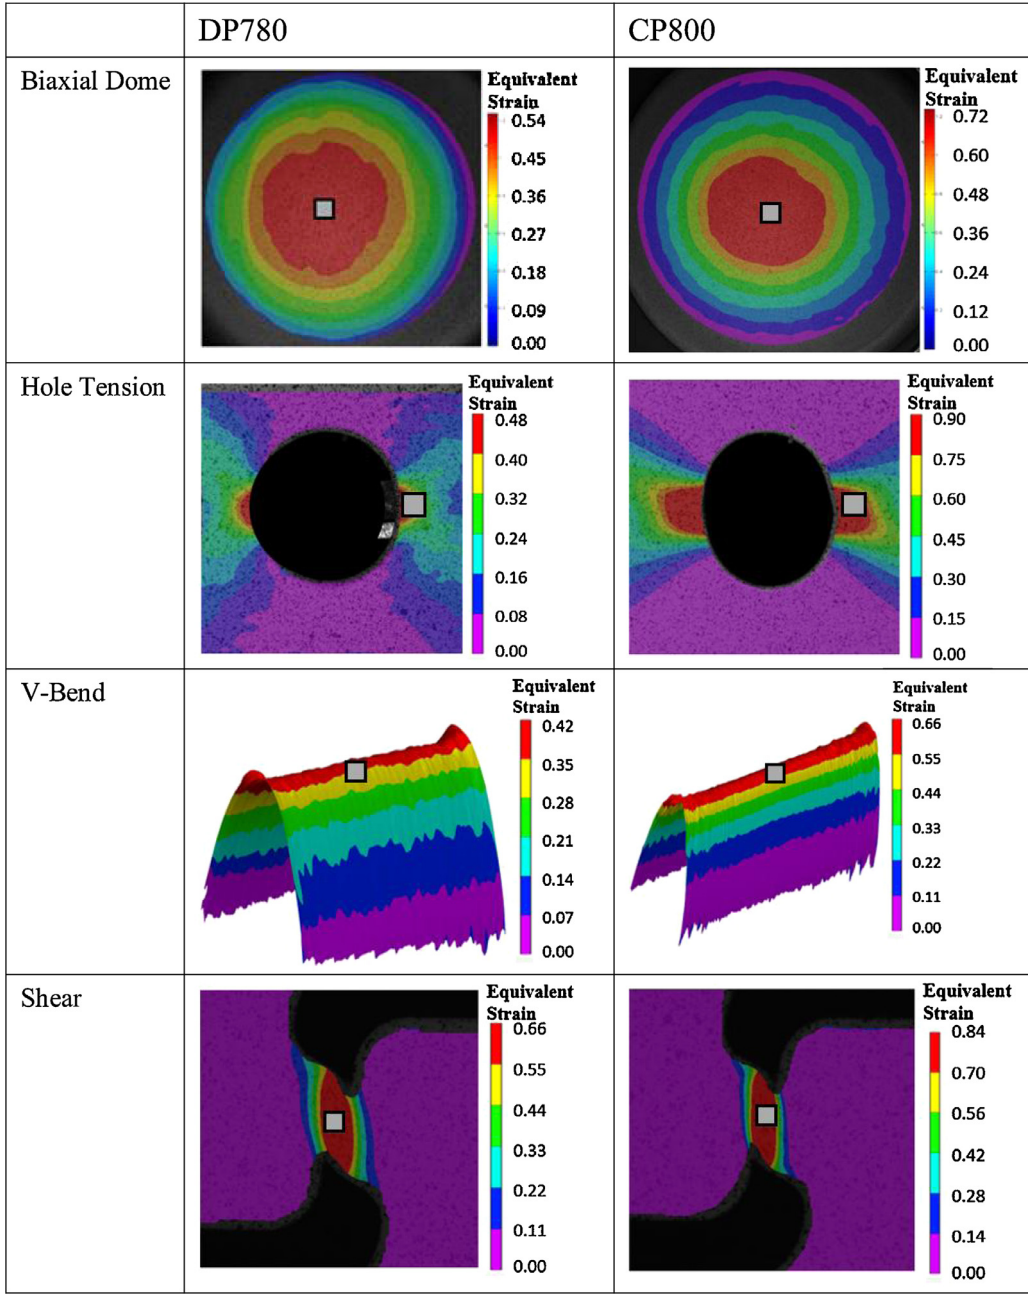 DP780
CP800
Biaxial Dome
Equivalent
Strain
0.54
0.45
0.36
0.27
0.18
0.09
0.00
Equivalent
Strain
0.72
0.60
0.48
0.36
0.24
0.12
0.00
Hole Tension
Equivalent
Strain
0.48
0.40
0.32
0.24
0.16
0.08
0.00
Equivalent
Strain
0.90
0.75
0.60
0.45
0.30
0.15
0.00
V-Bend
Equivalent
Strain
0.42
0.35
0.28
0.21
0.14
0.07
0.00
Equivalent
Strain
0.66
0.55
0.44
0.33
0.22
0.11
0.00
Shear
Equivalent
Strain
0.66
0.55
0.44
0.33
0.22
0.11
0.00
Equivalent
Strain
0.84
0.70
0.56
0.42
0.28
0.14
0.00